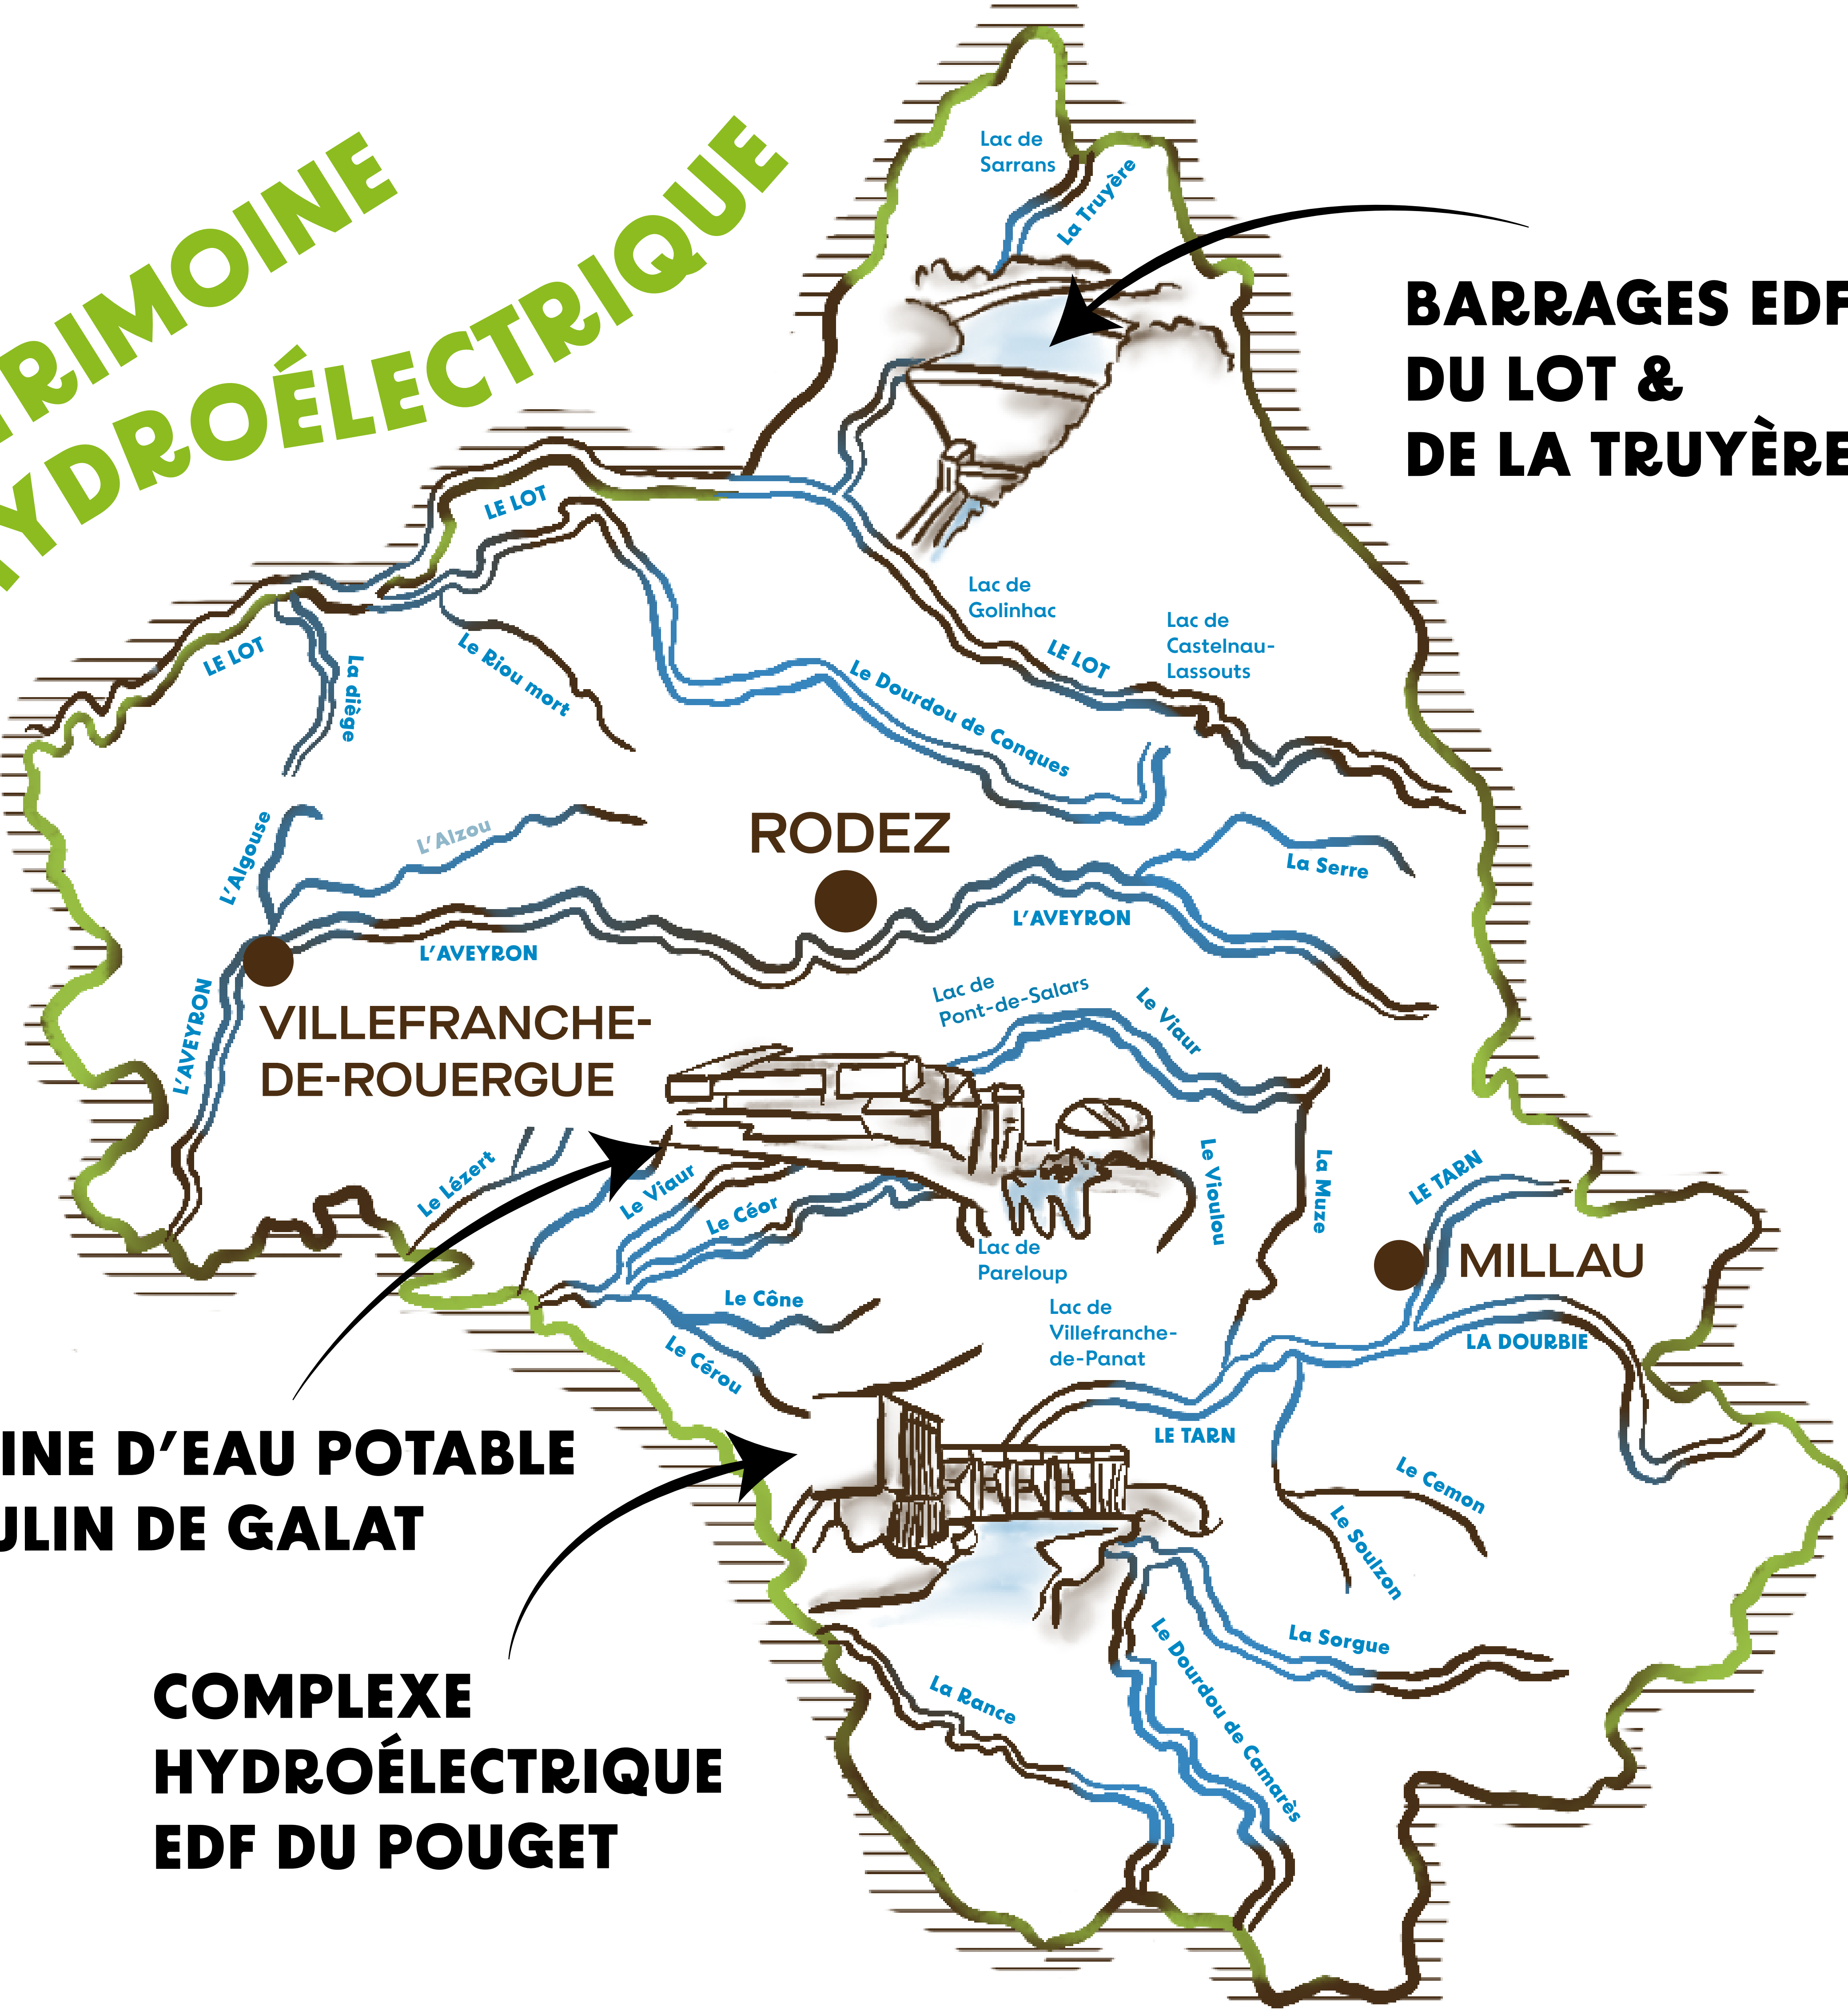 TRIMOINE
YDROÉLECTRIQUE
Lac de
Sarrans
La Truyère
BARRAGES EDF
DU LOT &
DE LA TRUYÈRE
LE LOT
Lac de
Golinhac
Lac de
Castelnau-
Lassouts
LE LOT
LE LOT
La diège
Le Riou mort
Le Dourdou de Conques
L'Algouse
L'Alzou
RODEZ
La Serre
L'AVEYRON
L'AVEYRON
L'AVEYRON
VILLEFRANCHE-
DE-ROUERGUE
Lac de
Pont-de-Salars
Le Viaur
Le Lézert
Le Viaur
Le Céor
Le Vioulou
La Muze
LE TARN
MILLAU
Lac de
Pareloup
Le Cône
Le Cérou
Lac de
Villefranche-
de-Panat
LA DOURBIE
LE TARN
INE D'EAU POTABLE
ULIN DE GALAT
Le Cemon
Le Soulzon
COMPLEXE
HYDROÉLECTRIQUE
EDF DU POUGET
La Rance
Le Dourdou de Camarès
La Sorgue